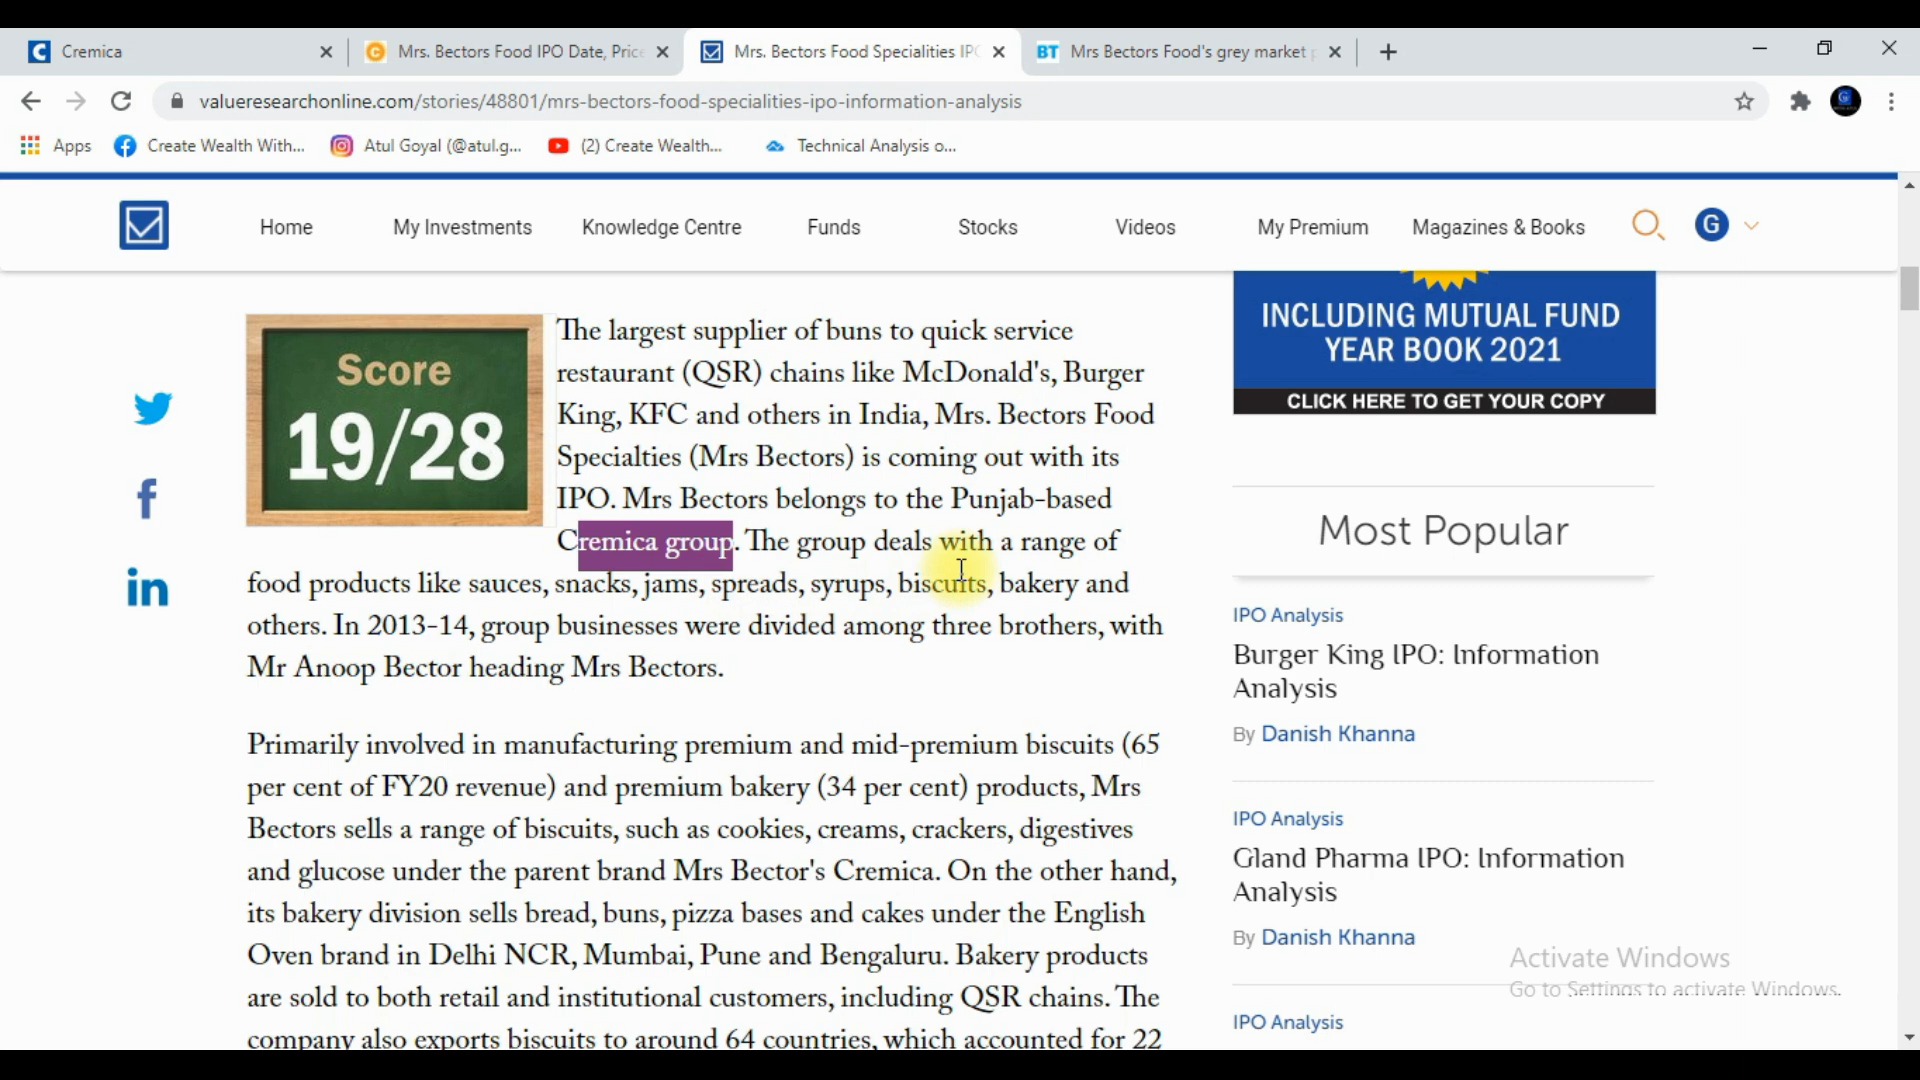 Cremica
Mrs. Bectors Food IPO Date, Price
Mrs. Bectors Food Specialities IPO
BT Mrs Bectors Food's grey market
valueresearchonline.com/stories/48801/mrs-bectors-food-specialities-ipo-information-analysis
Apps
Create Wealth With...
Atul Goyal (@atul.g...
(2) Create Wealth...
Technical Analysis o...
Home
My Investments
Knowledge Centre
Funds
Stocks
Videos
My Premium
Magazines & Books
G
Score
19/28
The largest supplier of buns to quick service
restaurant (QSR) chains like McDonald's, Burger
King, KFC and others in India, Mrs. Bectors Food
Specialties (Mrs Bectors) is coming out with its
IPO. Mrs Bectors belongs to the Punjab-based
Cremica group. The group deals with a range of
food products like sauces, snacks, jams, spreads, syrups, biscuits, bakery and
others. In 2013-14, group businesses were divided among three brothers, with
Mr Anoop Bector heading Mrs Bectors.
Primarily involved in manufacturing premium and mid-premium biscuits (65
per cent of FY20 revenue) and premium bakery (34 per cent) products, Mrs
Bectors sells a range of biscuits, such as cookies, creams, crackers, digestives
and glucose under the parent brand Mrs Bector's Cremica. On the other hand,
its bakery division sells bread, buns, pizza bases and cakes under the English
Oven brand in Delhi NCR, Mumbai, Pune and Bengaluru. Bakery products
are sold to both retail and institutional customers, including QSR chains. The
company also exports biscuits to around 64 countries, which accounted for 22
INCLUDING MUTUAL FUND
YEAR BOOK 2021
CLICK HERE TO GET YOUR COPY
Most Popular
IPO Analysis
Burger King IPO: Information
Analysis
By Danish Khanna
IPO Analysis
Gland Pharma IPO: Information
Analysis
By Danish Khanna
IPO Analysis
Activate Windows
Go to Settings to activate Windows.